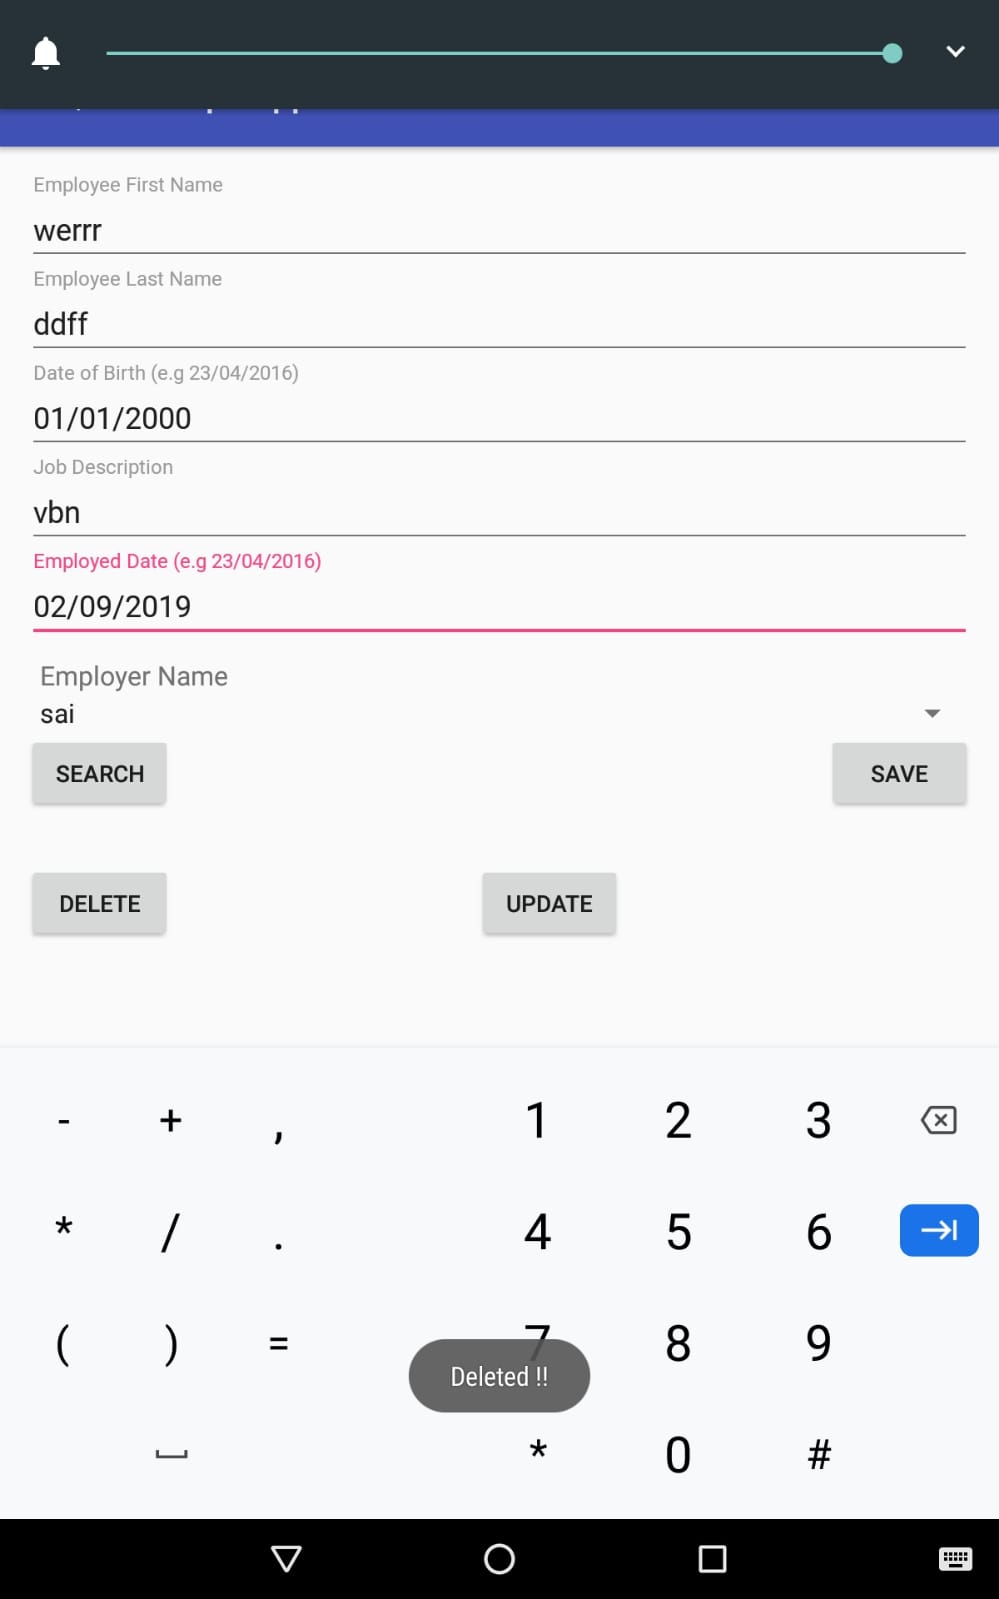 Employee First Name
werrr
Employee Last Name
ddff
Date of Birth (e.g 23/04/2016)
01/01/2000
Job Description
vbn
Employed Date (e.g 23/04/2016)
02/09/2019
Employer Name
sai
SEARCH SAVE
DELETE UPDATE
- + , 1 2 3
* / . 4 5 6
( ) = 7 8 9
Deleted !!
* 0 #